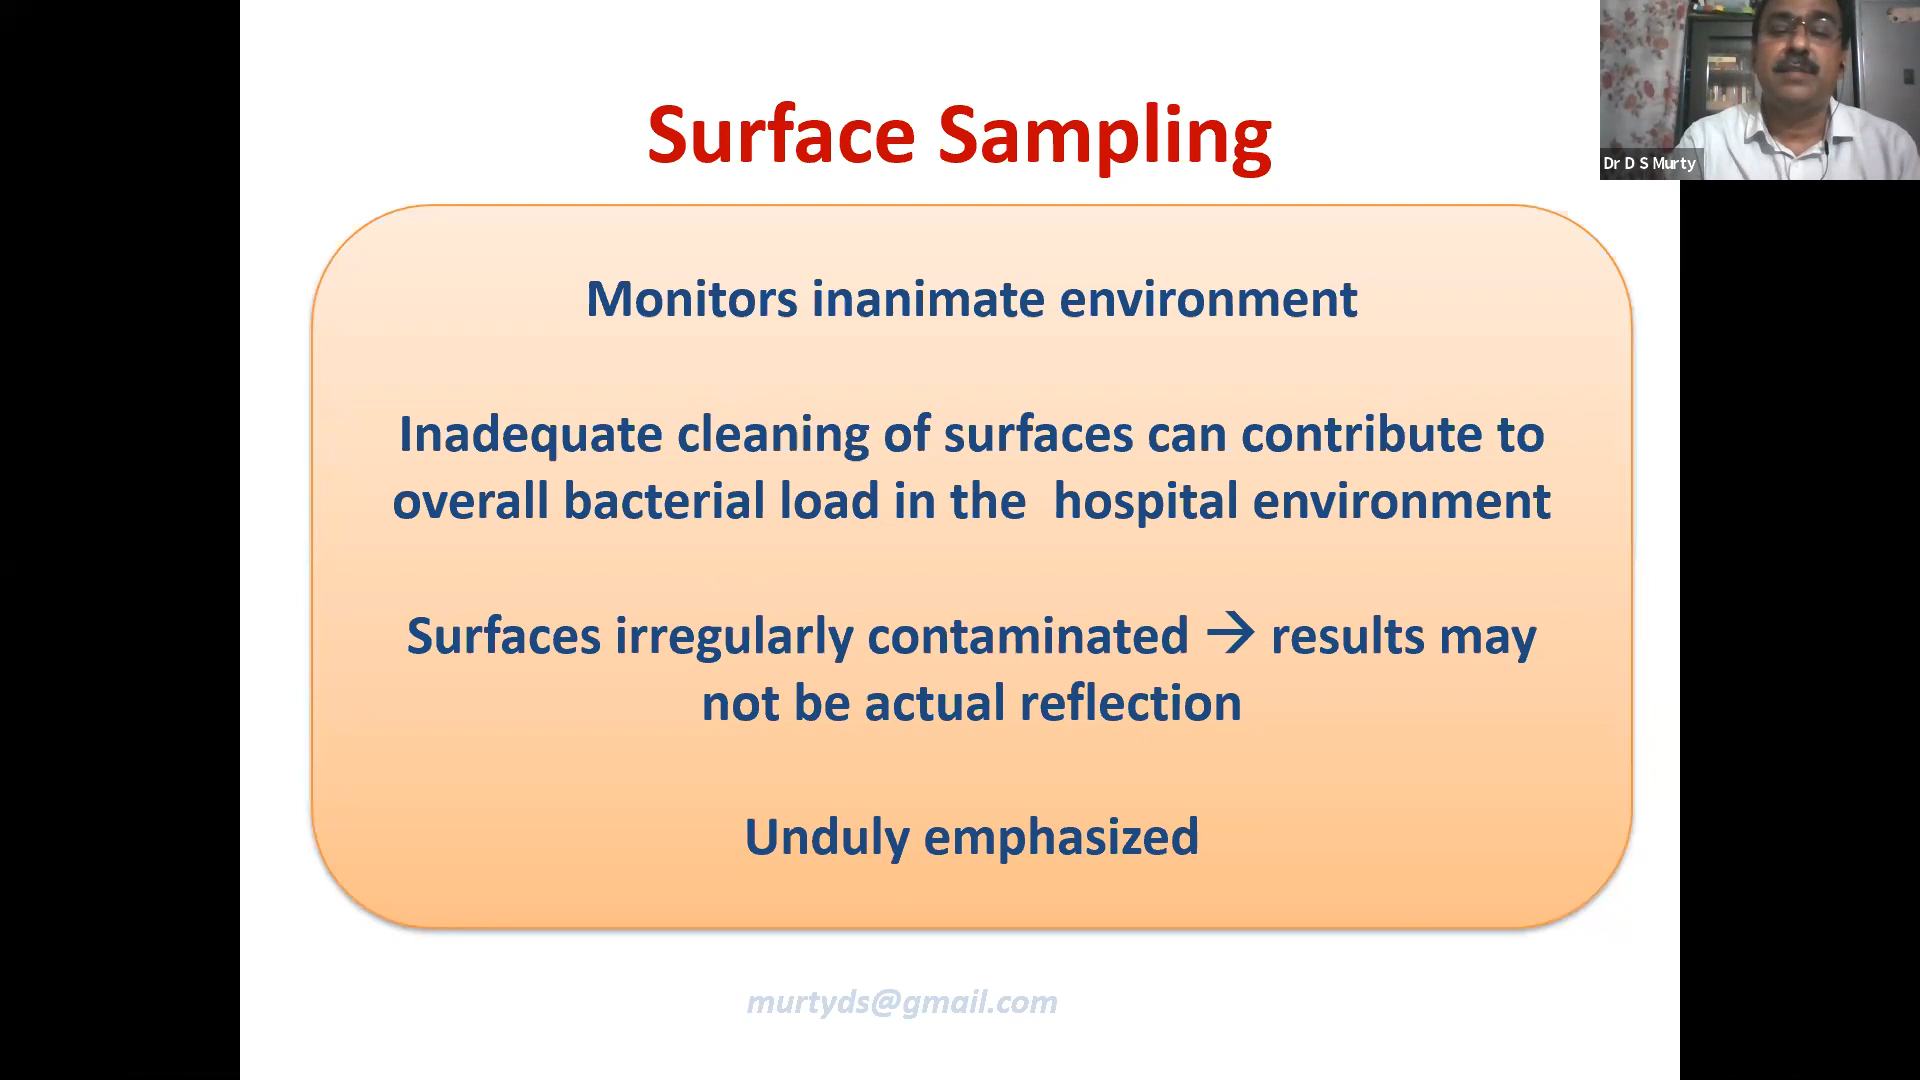 Surface Sampling
Dr D S Murty
Monitors inanimate environment
Inadequate cleaning of surfaces can contribute to
overall bacterial load in the hospital environment
Surfaces irregularly contaminated → results may
not be actual reflection
Unduly emphasized
murtyds@gmail.com